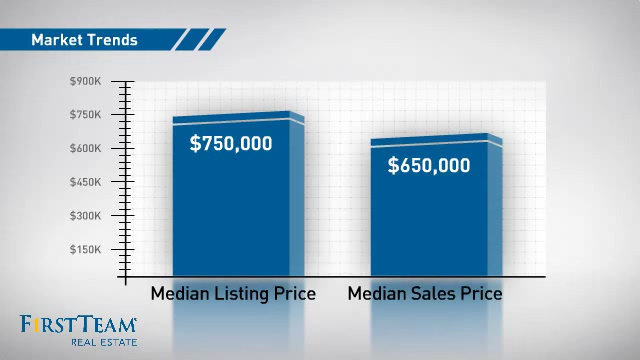 Market Trends
$900K
$750K
$600K
$450K
$300K
$150K
$750,000
$650,000
Median Listing Price
Median Sales Price
FIRSTTEAM®
REAL ESTATE